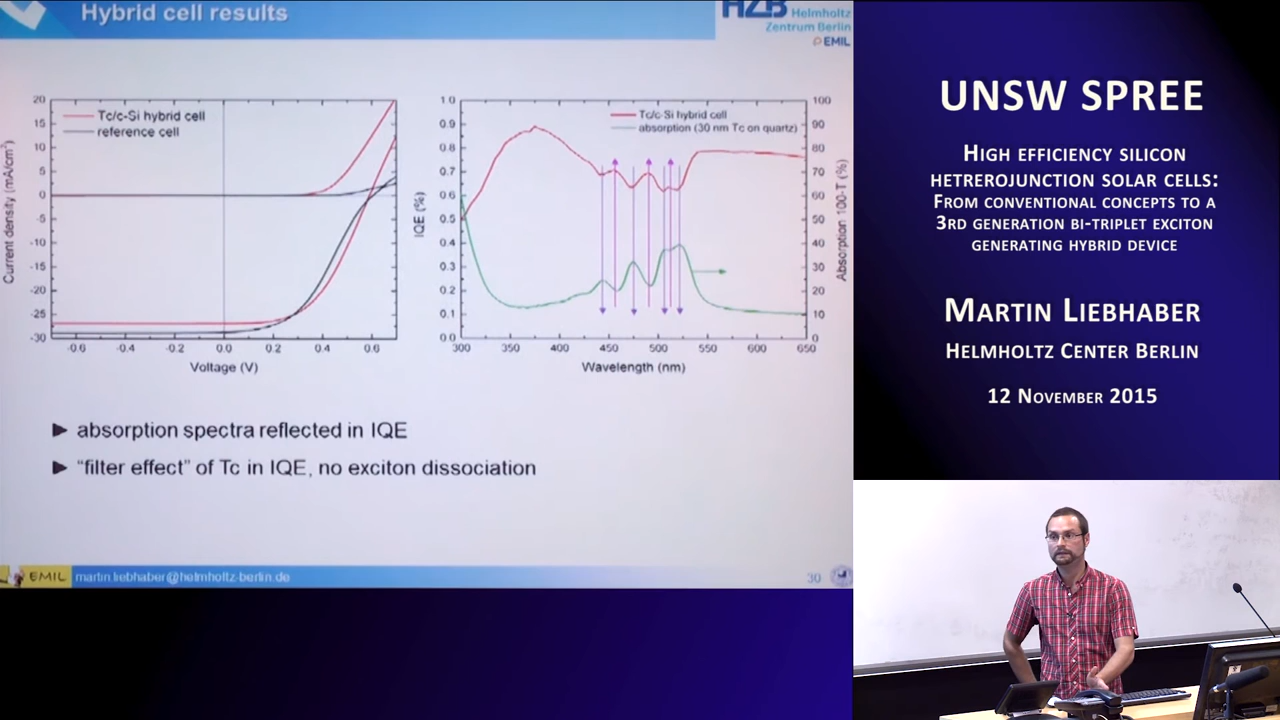 Hybrid cell results
HZB Helmholtz
Zentrum Berlin
EMIL
Tc/c-Si hybrid cell
reference cell
20
15
10
5
0
-5
-10
-15
-20
-25
-30
-0.6 -0.4 -0.2 0.0 0.2 0.4 0.6
Voltage (V)
Current density (mA/cm²)
Tc/c-Si hybrid cell
absorption (30 nm Tc on quartz)
1.0
0.9
0.8
0.7
0.6
0.5
0.4
0.3
0.2
0.1
0.0
IQE (%)
100
90
80
70
60
50
40
30
20
10
0
Absorption 100-T (%)
300 350 400 450 500 550 600 650
Wavelength (nm)
absorption spectra reflected in IQE
"filter effect" of Tc in IQE, no exciton dissociation
EMIL martin.liebhaber@helmholtz-berlin.de 30
UNSW SPREE
High efficiency silicon
hetrerojunction solar cells:
From conventional concepts to a
3rd generation bi-triplet exciton
generating hybrid device
Martin Liebhaber
Helmholtz Center Berlin
12 November 2015